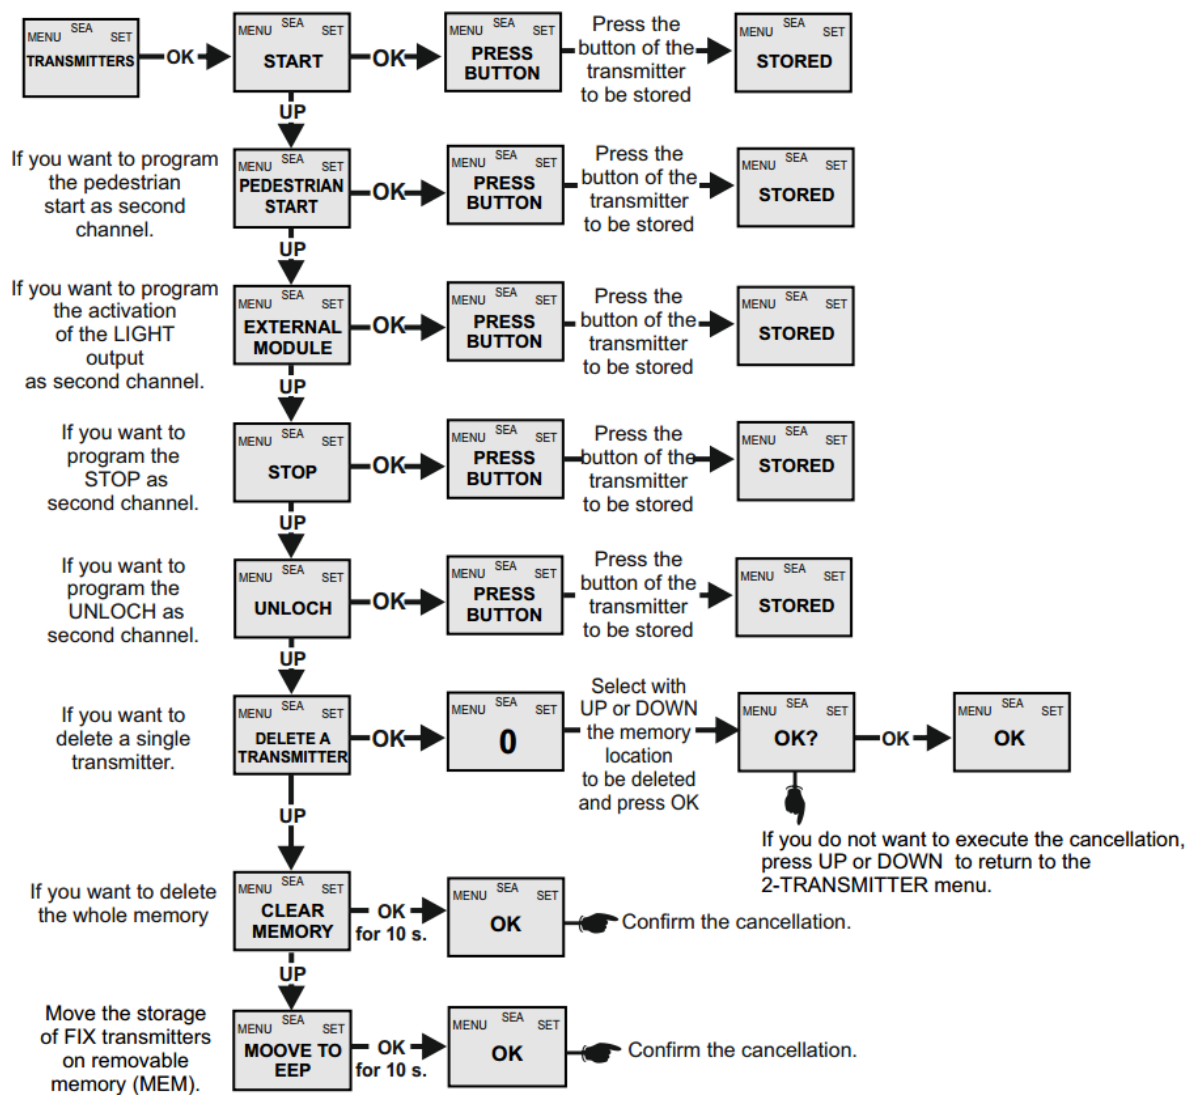 MENU SEA SET
TRANSMITTERS
OK
MENU SEA SET
START
OK
MENU SEA SET
PRESS
BUTTON
Press the
button of the
transmitter
to be stored
MENU SEA SET
STORED
UP
If you want to program
the pedestrian
start as second
channel.
MENU SEA SET
PEDESTRIAN
START
OK
MENU SEA SET
PRESS
BUTTON
Press the
button of the
transmitter
to be stored
MENU SEA SET
STORED
UP
If you want to program
the activation
of the LIGHT
output
as second channel.
MENU SEA SET
EXTERNAL
MODULE
OK
MENU SEA SET
PRESS
BUTTON
Press the
button of the
transmitter
to be stored
MENU SEA SET
STORED
UP
If you want to
program the
STOP as
second channel.
MENU SEA SET
STOP
OK
MENU SEA SET
PRESS
BUTTON
Press the
button of the
transmitter
to be stored
MENU SEA SET
STORED
UP
If you want to
program the
UNLOCH as
second channel.
MENU SEA SET
UNLOCH
OK
MENU SEA SET
PRESS
BUTTON
Press the
button of the
transmitter
to be stored
MENU SEA SET
STORED
UP
If you want to
delete a single
transmitter.
MENU SEA SET
DELETE A
TRANSMITTER
OK
MENU SEA SET
0
Select with
UP or DOWN
the memory
location
to be deleted
and press OK
MENU SEA SET
OK?
OK
MENU SEA SET
OK
If you do not want to execute the cancellation,
press UP or DOWN to return to the
2-TRANSMITTER menu.
UP
If you want to delete
the whole memory
MENU SEA SET
CLEAR
MEMORY
OK
for 10 s.
MENU SEA SET
OK
Confirm the cancellation.
UP
Move the storage
of FIX transmitters
on removable
memory (MEM).
MENU SEA SET
MOOVE TO
EEP
OK
for 10 s.
MENU SEA SET
OK
Confirm the cancellation.